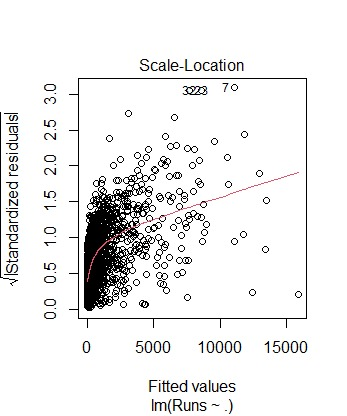 Scale-Location
7
√|Standardized residuals|
3.0
2.5
2.0
1.5
1.0
0.5
0.0
0 5000 10000 15000
Fitted values
lm(Runs ~ .)